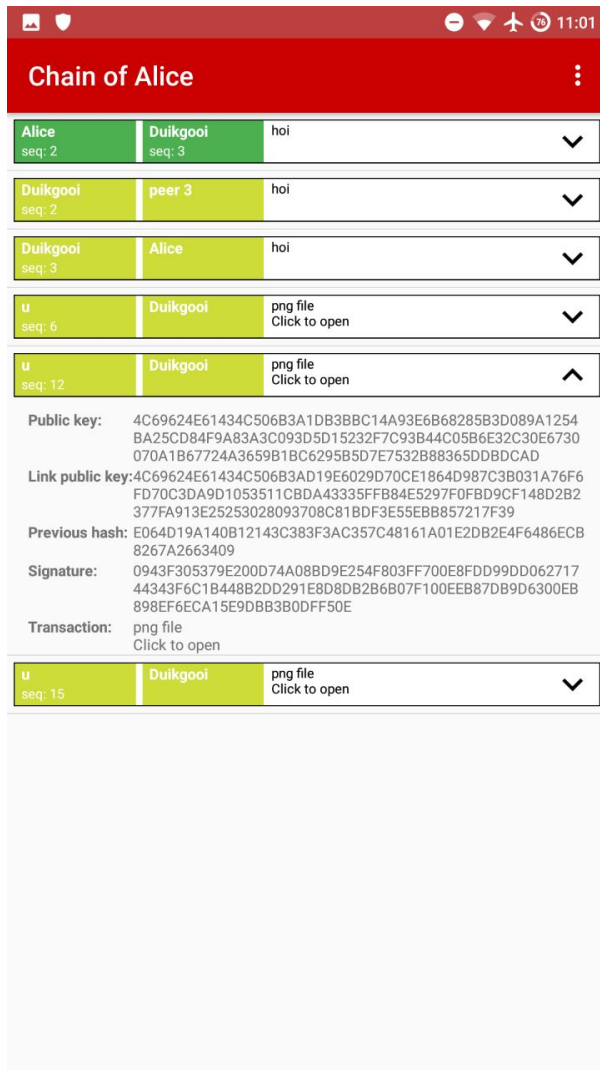 76 11:01
Chain of Alice
Alice Duikgooi hoi
seq: 2 seq: 3
Duikgooi peer 3 hoi
seq: 2
Duikgooi Alice hoi
seq: 3
u Duikgooi png file
seq: 6 Click to open
u Duikgooi png file
seq: 12 Click to open
Public key: 4C69624E61434C506B3A1DB3BBC14A93E6B68285B3D089A1254
BA25CD84F9A83A3C093D5D15232F7C93B44C05B6E32C30E6730
070A1B67724A3659B1BC6295B5D7E7532B88365DDBDCAD
Link public key:4C69624E61434C506B3AD19E6029D70CE1864D987C3B031A76F6
FD70C3DA9D1053511CBDA43335FFB84E5297F0FBD9CF148D2B2
377FA913E25253028093708C81BDF3E55EBB857217F39
Previous hash: E064D19A140B12143C383F3AC357C48161A01E2DB2E4F6486ECB
8267A2663409
Signature: 0943F305379E200D74A08BD9E254F803FF700E8FDD99DD062717
44343F6C1B448B2DD291E8D8DB2B6B07F100EEB87DB9D6300EB
898EF6ECA15E9DBB3B0DFF50E
Transaction: png file
Click to open
u Duikgooi png file
seq: 15 Click to open